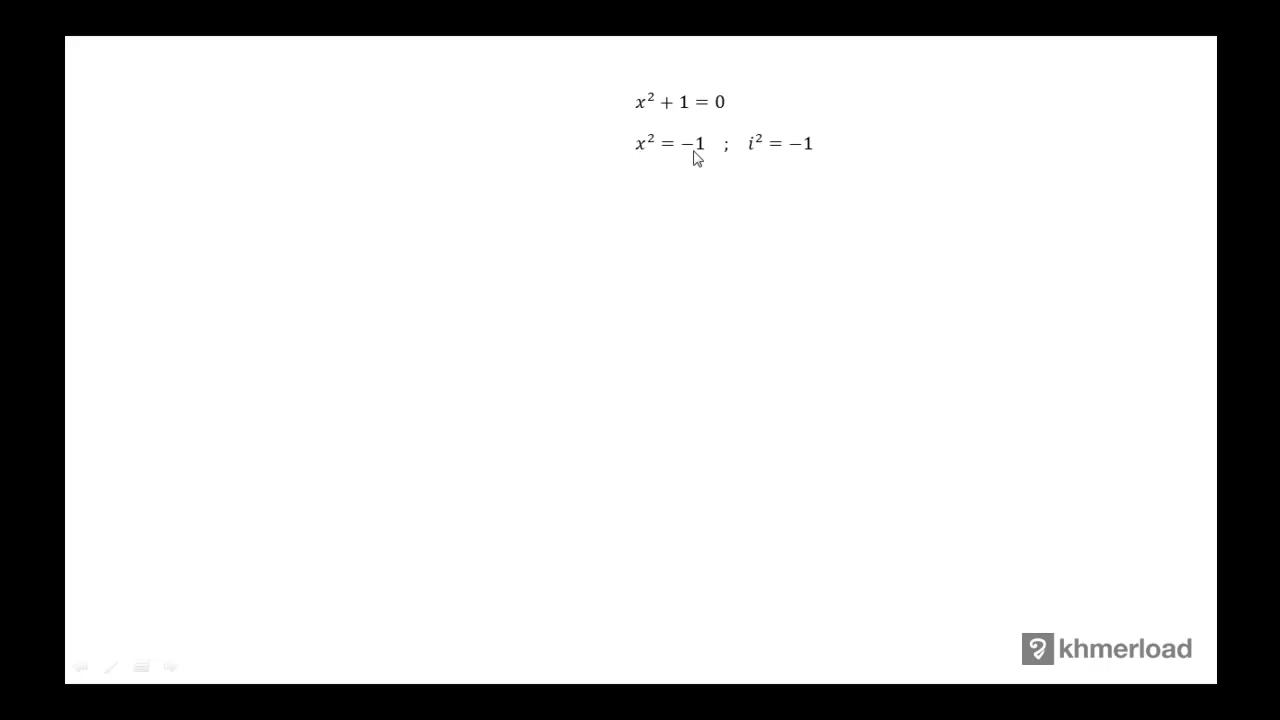 x² + 1 = 0
x² = −1 ; i² = −1
khmerload